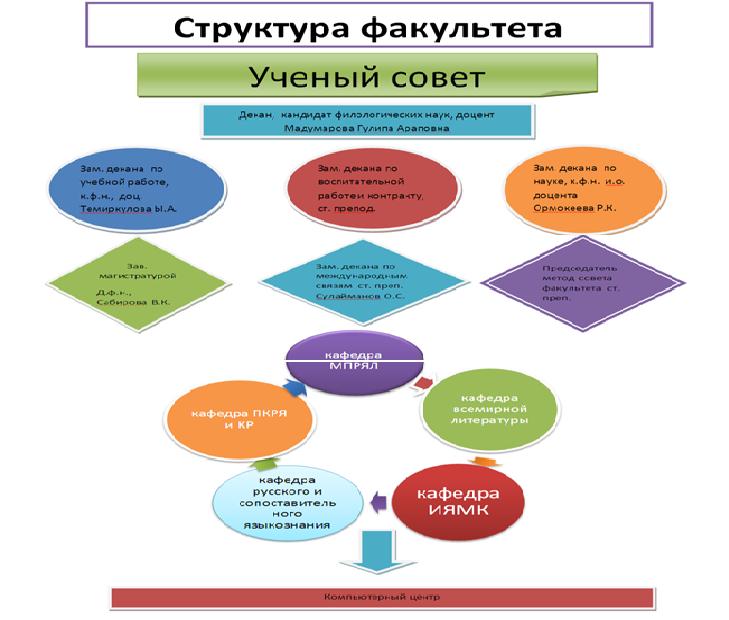 Структура факультета
Ученый совет
Декан, кандидат филологических наук, доцент
Мадумарова Гулипа Араповна
Зам. декана по
учебной работе,
к.ф.н., доц.
Темиркулова Ы.А.
Зам. декана по
воспитательной
работе и контракту,
ст. препод.
Зам. декана по
науке, к.ф.н. и.о.
доцента
Ормокеева Р.К.
Зав.
магистратурой
Д.ф.н.,
Сабирова В.К.
Зам. декана по
международным
связям ст. преп.
Сулайманов О.С.
Председатель
метод совета
факультета ст.
преп.
кафедра
МПРЯЛ
кафедра
всемирной
литературы
кафедра
ИЯМК
кафедра
русского и
сопоставитель
ного
языкознания
кафедра ПКРЯ
и КР
Компьютерный центр